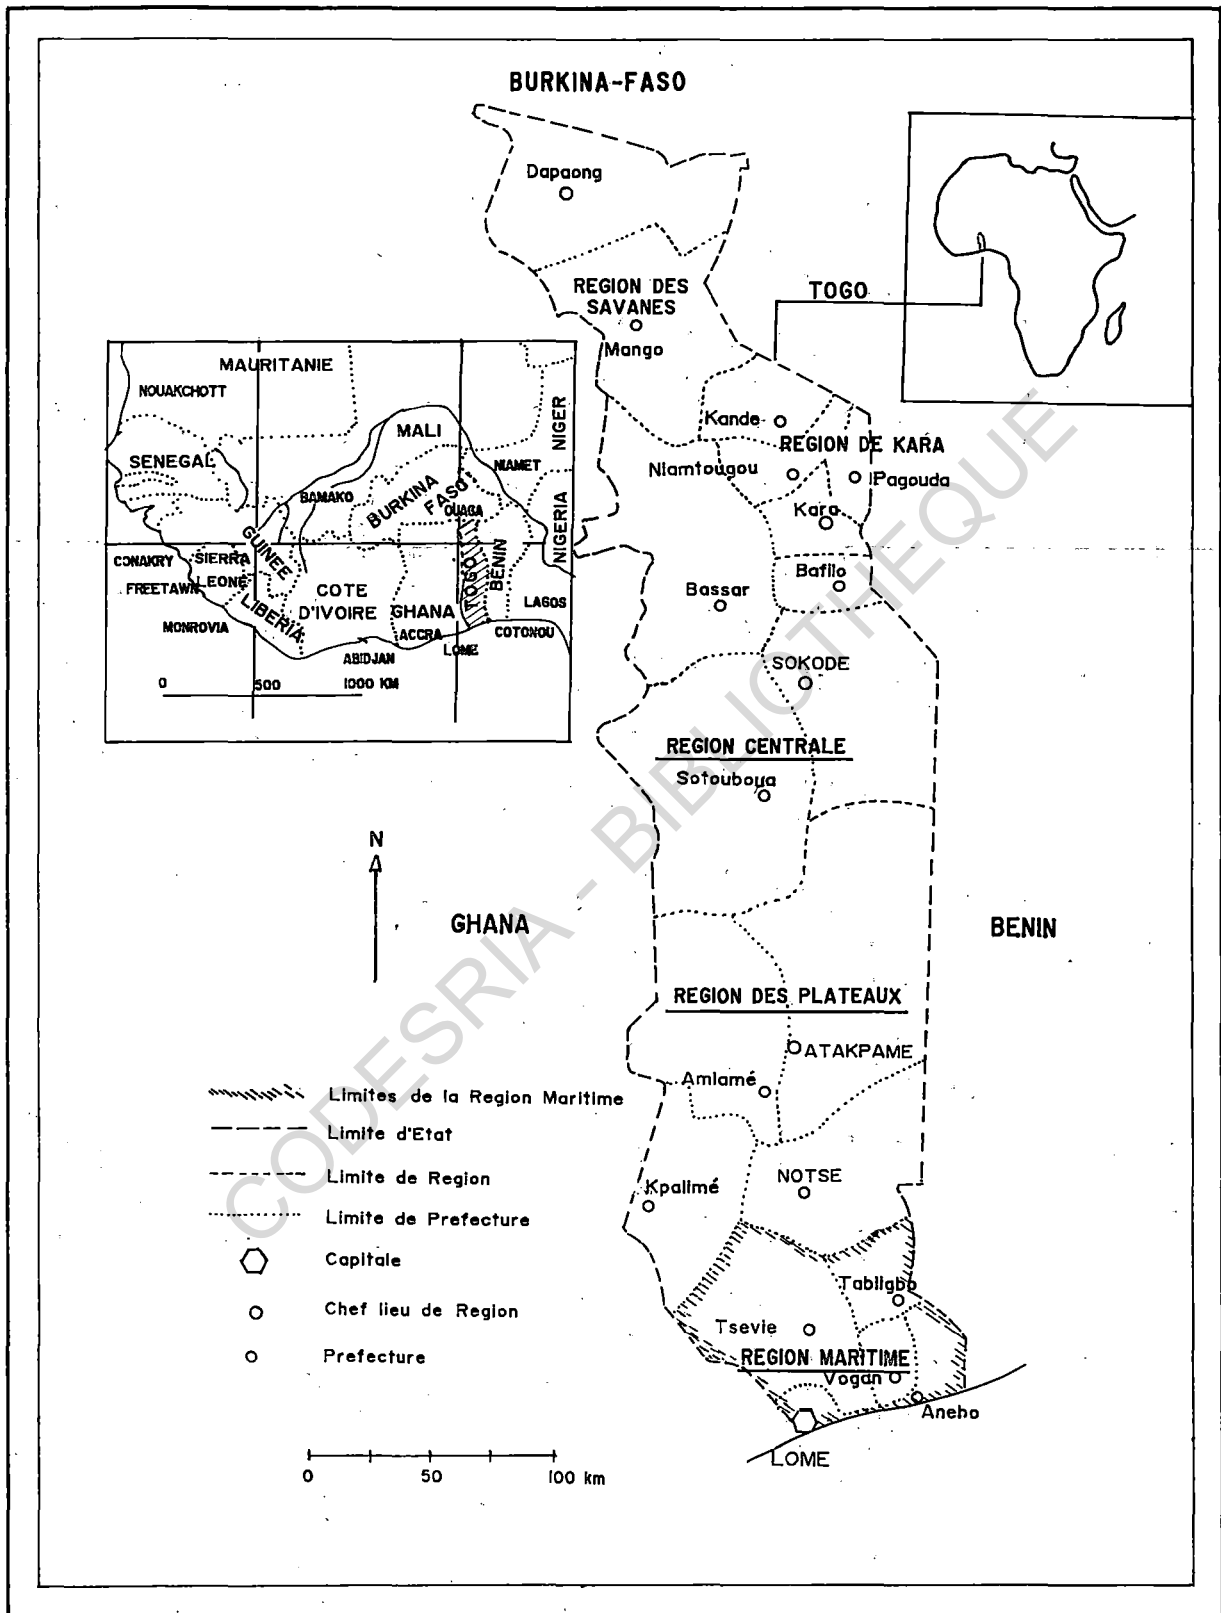 BURKINA-FASO
Dapaong
REGION DES
SAVANES
Mango
TOGO
MAURITANIE
NOUAKCHOTT
MALI
NIGER
SENEGAL
NIAMET
BAMAKO
BURKINA
FASO
OUAGA
NIGERIA
GUINEE
CONAKRY
SIERRA
LEONE
FREETAWN
LIBERIA
COTE
D'IVOIRE
GHANA
TOGO
BENIN
LAGOS
MONROVIA
ACCRA
COTONOU
ABIDJAN
LOME
0 500 1000 KM
Kande
REGION DE KARA
Niamtougou
Pagouda
Kara
Bafilo
Bassar
SOKODE
REGION CENTRALE
Sotouboua
N
GHANA
BENIN
REGION DES PLATEAUX
ATAKPAME
Amlamé
Kpalimé
NOTSE
Tabligbo
Tsevie
REGION MARITIME
Vogan
Aneho
LOME
Limites de la Region Maritime
Limite d'Etat
Limite de Region
Limite de Prefecture
Capitale
Chef lieu de Region
Prefecture
0 50 100 km
CODESRIA - BIBLIOTHEQUE